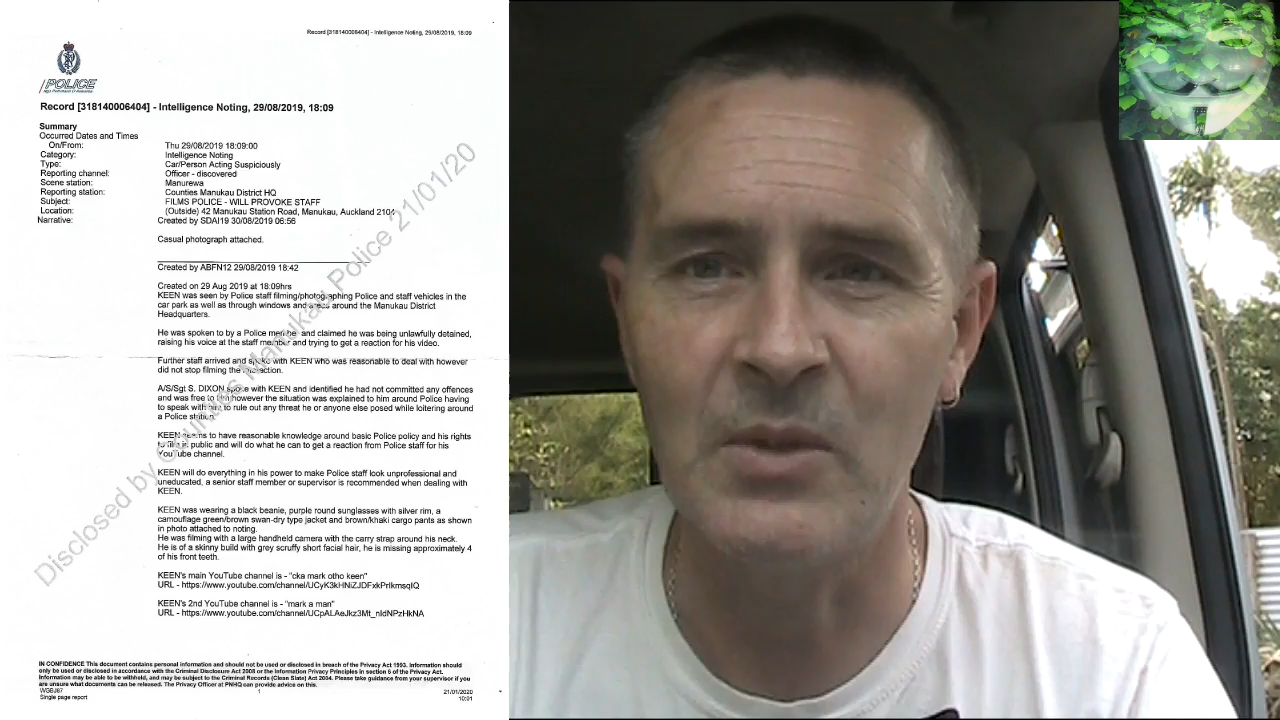 Record [318140006404] - Intelligence Noting, 29/08/2019, 18:09
POLICE
Record [318140006404] - Intelligence Noting, 29/08/2019, 18:09
Summary
Occurred Dates and Times
On/From: Thu 29/08/2019 18:09:00
Category: Intelligence Noting
Type: Car/Person Acting Suspiciously
Reporting channel: Officer - discovered
Scene station: Manurewa
Reporting station: Counties Manukau District HQ
Subject: FILMS POLICE - WILL PROVOKE STAFF
Location: (Outside) 42 Manukau Station Road, Manukau, Auckland 2104
Narrative: Created by SDAI19 30/08/2019 06:56
Casual photograph attached.
Created by ABFN12 29/08/2019 18:42
Created on 29 Aug 2019 at 18:09hrs
KEEN was seen by Police staff filming/photographing Police and staff vehicles in the
car park as well as through windows and areas around the Manukau District
Headquarters.
He was spoken to by a Police member and claimed he was being unlawfully detained,
raising his voice at the staff member and trying to get a reaction for his video.
Further staff arrived and spoke with KEEN who was reasonable to deal with however
did not stop filming the interaction.
A/S/Sgt S. DIXON spoke with KEEN and identified he had not committed any offences
and was free to however the situation was explained to him around Police having
to speak with to rule out any threat he or anyone else posed while loitering around
a Police station.
KEEN seems to have reasonable knowledge around basic Police policy and his rights
to public and will do what he can to get a reaction from Police staff for his
YouTube channel.
KEEN will do everything in his power to make Police staff look unprofessional and
uneducated, a senior staff member or supervisor is recommended when dealing with
KEEN.
KEEN was wearing a black beanie, purple round sunglasses with silver rim, a
camouflage green/brown swan-dry type jacket and brown/khaki cargo pants as shown
in photo attached to noting.
He was filming with a large handheld camera with the carry strap around his neck.
He is of a skinny build with grey scruffy short facial hair, he is missing approximately 4
of his front teeth.
KEEN's main YouTube channel is - "cka mark otho keen"
URL - https://www.youtube.com/channel/UCyK3kHNiZJDFxkPrIkmsqIQ
KEEN's 2nd YouTube channel is - "mark a man"
URL - https://www.youtube.com/channel/UCpALAeJkz3Mt_nIdNPzHkNA
Disclosed by Counties Manukau Police 21/01/20
IN CONFIDENCE This document contains personal information and should not be used or disclosed in breach of the Privacy Act 1993. Information should
only be used or disclosed in accordance with the Criminal Disclosure Act 2008 or the Information Privacy Principles in section 6 of the Privacy Act.
Information may be able to be withheld, and may be subject to the Criminal Records (Clean Slate) Act 2004. Please take guidance from your supervisor if you
are unsure what documents can be released. The Privacy Officer at PNHQ can provide advice on this.
WGBJ87 1 21/01/2020
Single page report 10:01